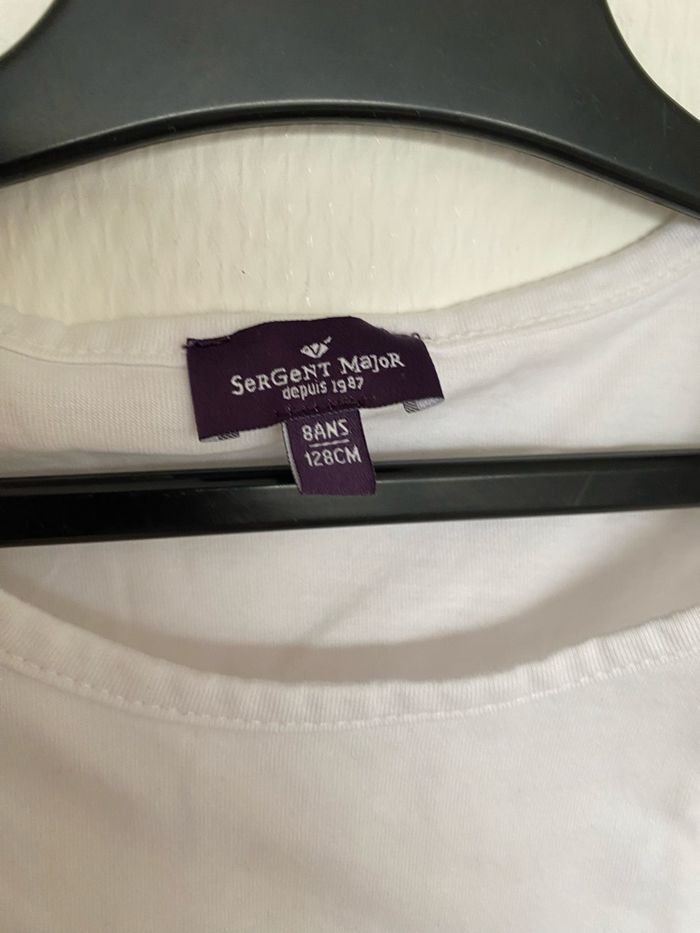 SeRGeNT MaJoR
depuis 1987
8ANS
128CM